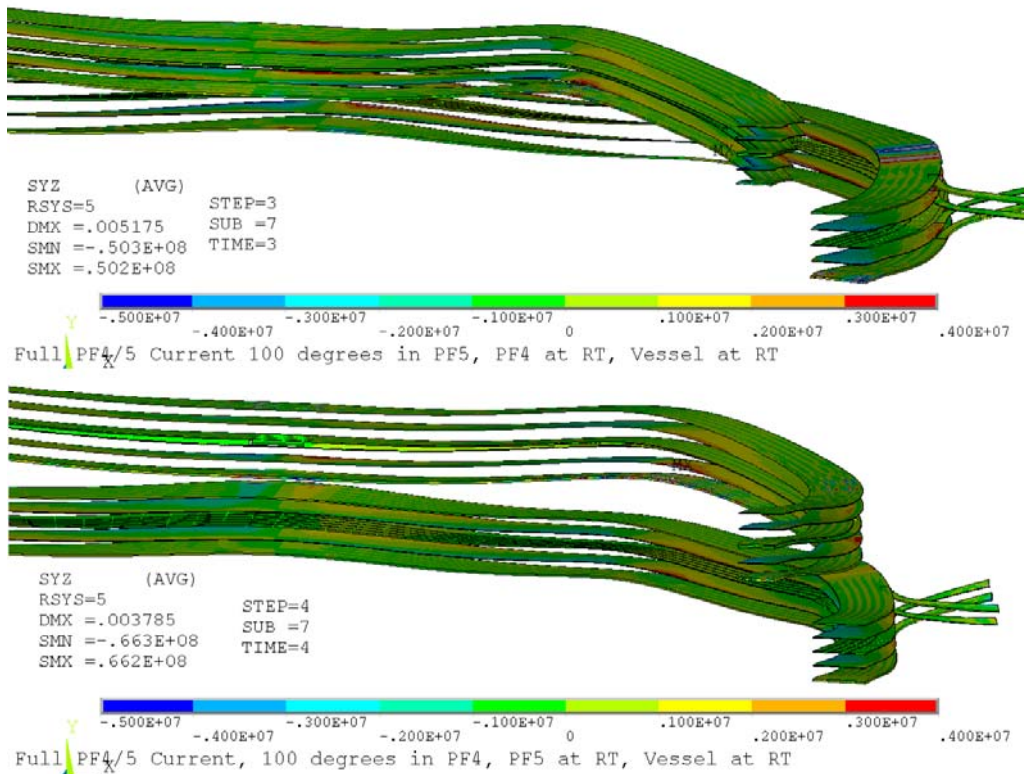 MX
SYZ (AVG)
RSYS=5
DMX =.005175
SMN =-.503E+08
SMX =.502E+08
STEP=3
SUB =7
TIME=3
-.500E+07 -.400E+07 -.300E+07 -.200E+07 -.100E+07 0 .100E+07 .200E+07 .300E+07 .400E+07
Y
X
Full PF4/5 Current 100 degrees in PF5, PF4 at RT, Vessel at RT
SYZ (AVG)
RSYS=5
DMX =.003785
SMN =-.663E+08
SMX =.662E+08
STEP=4
SUB =7
TIME=4
-.500E+07 -.400E+07 -.300E+07 -.200E+07 -.100E+07 0 .100E+07 .200E+07 .300E+07 .400E+07
Y
X
Full PF4/5 Current, 100 degrees in PF4, PF5 at RT, Vessel at RT